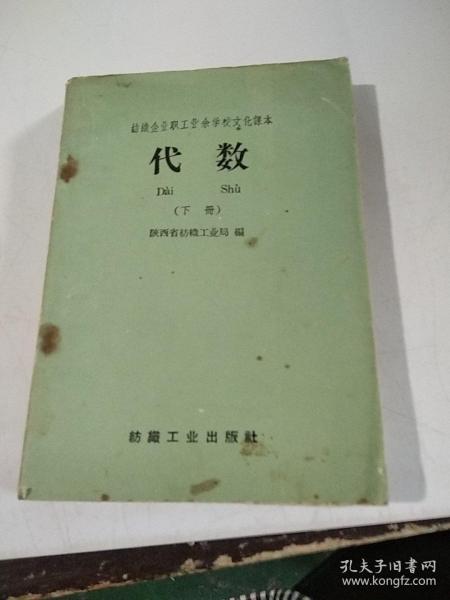 纺織企业职工业余学校文化課本
代数
Dài Shù
（下册）
陕西省纺織工业局 編
紡織工业出版社
孔夫子旧书网
www.kongfz.com